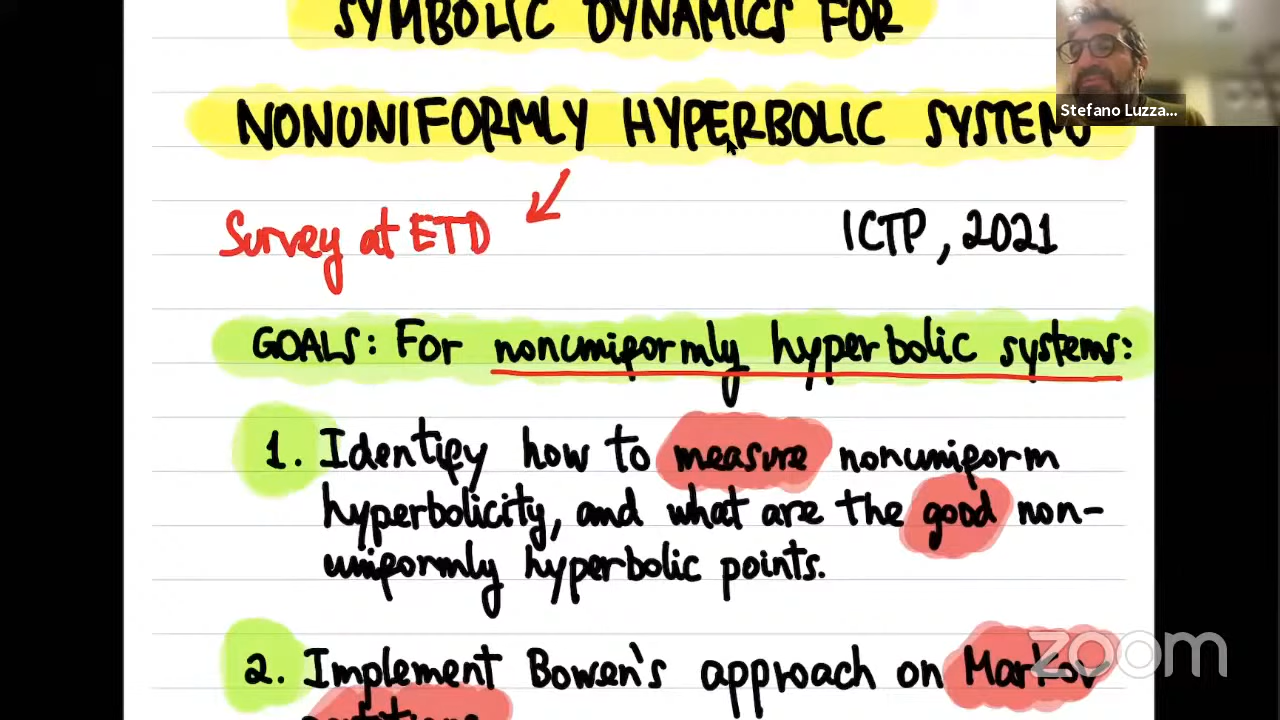 SYMBOLIC DYNAMICS FOR
NONUNIFORMLY HYPERBOLIC SYSTEMS
Survey at ETD
ICTP, 2021
GOALS: For nonuniformly hyperbolic systems:
1. Identify how to measure nonuniform
hyperbolicity, and what are the good non-
uniformly hyperbolic points.
2. Implement Bowen's approach on Markov
partitions
Stefano Luzza...
zoom